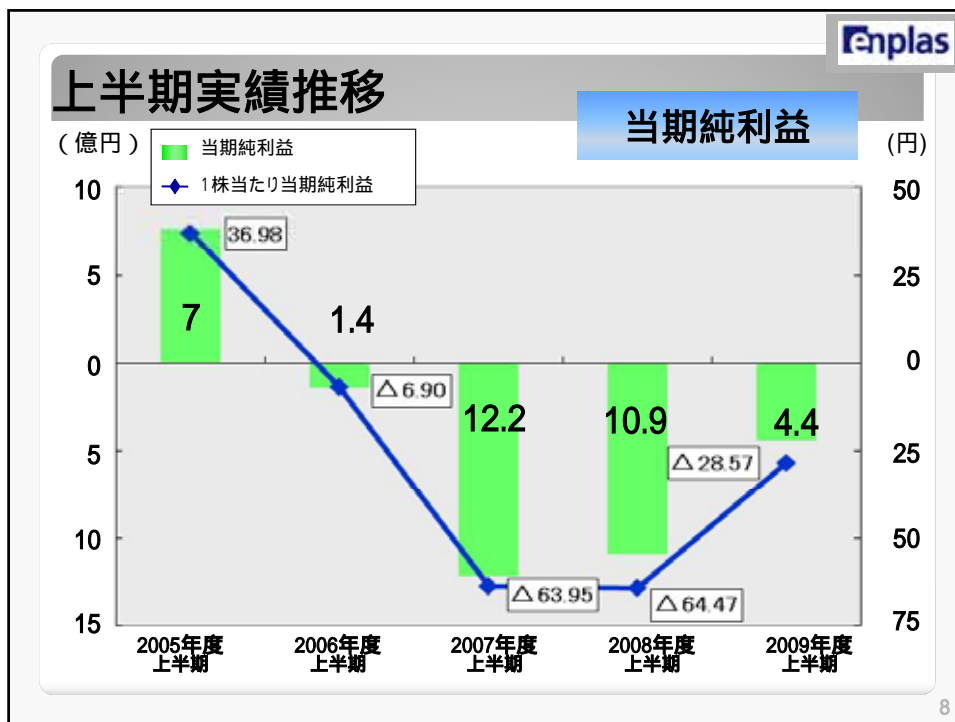 enplas
上半期実績推移
当期純利益
（億円）
当期純利益
1株当たり当期純利益
(円)
10
5
0
5
10
15
50
25
0
25
50
75
36.98
7
1.4
△6.90
12.2
10.9
4.4
△28.57
△63.95
△64.47
2005年度
上半期
2006年度
上半期
2007年度
上半期
2008年度
上半期
2009年度
上半期
8